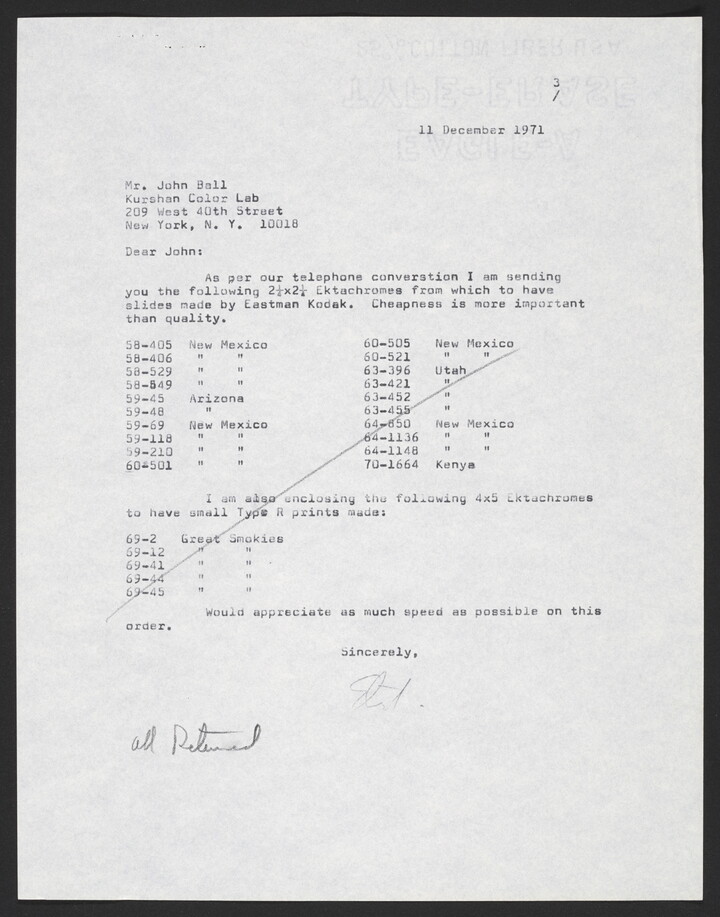 3
/
11 December 1971
Mr. John Ball
Kurshan Color Lab
209 West 40th Street
New York, N. Y. 10018
Dear John:
As per our telephone converstion I am sending
you the following 2¼x2¼ Ektachromes from which to have
slides made by Eastman Kodak. Cheapness is more important
than quality.
58-405 New Mexico
58-406 " "
58-529 " "
58-849 " "
59-45 Arizona
59-48 "
59-69 New Mexico
59-118 " "
59-210 " "
60-501 " "
60-505 New Mexico
60-521 " "
63-396 Utah
63-421 "
63-452 "
63-455 "
64-850 New Mexico
64-1136 " "
64-1148 " "
70-1664 Kenya
I am also enclosing the following 4x5 Ektachromes
to have small Type R prints made:
69-2 Great Smokies
69-12 " "
69-41 " "
69-44 " "
69-45 " "
Would appreciate as much speed as possible on this
order.
Sincerely,
all Returned